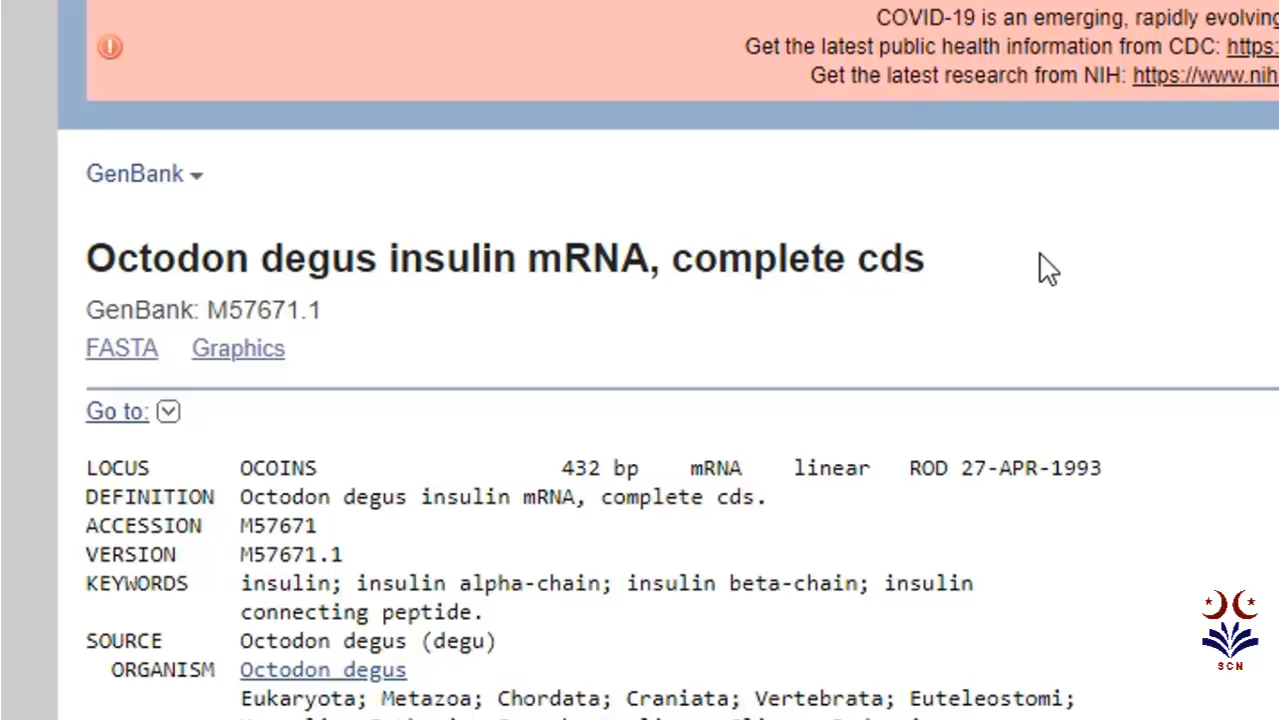 COVID-19 is an emerging, rapidly evolving
Get the latest public health information from CDC: https:
Get the latest research from NIH: https://www.nih
GenBank
Octodon degus insulin mRNA, complete cds
GenBank: M57671.1
FASTA Graphics
Go to:
LOCUS OCOINS 432 bp mRNA linear ROD 27-APR-1993
DEFINITION Octodon degus insulin mRNA, complete cds.
ACCESSION M57671
VERSION M57671.1
KEYWORDS insulin; insulin alpha-chain; insulin beta-chain; insulin
connecting peptide.
SOURCE Octodon degus (degu)
ORGANISM Octodon degus
Eukaryota; Metazoa; Chordata; Craniata; Vertebrata; Euteleostomi;
SCN